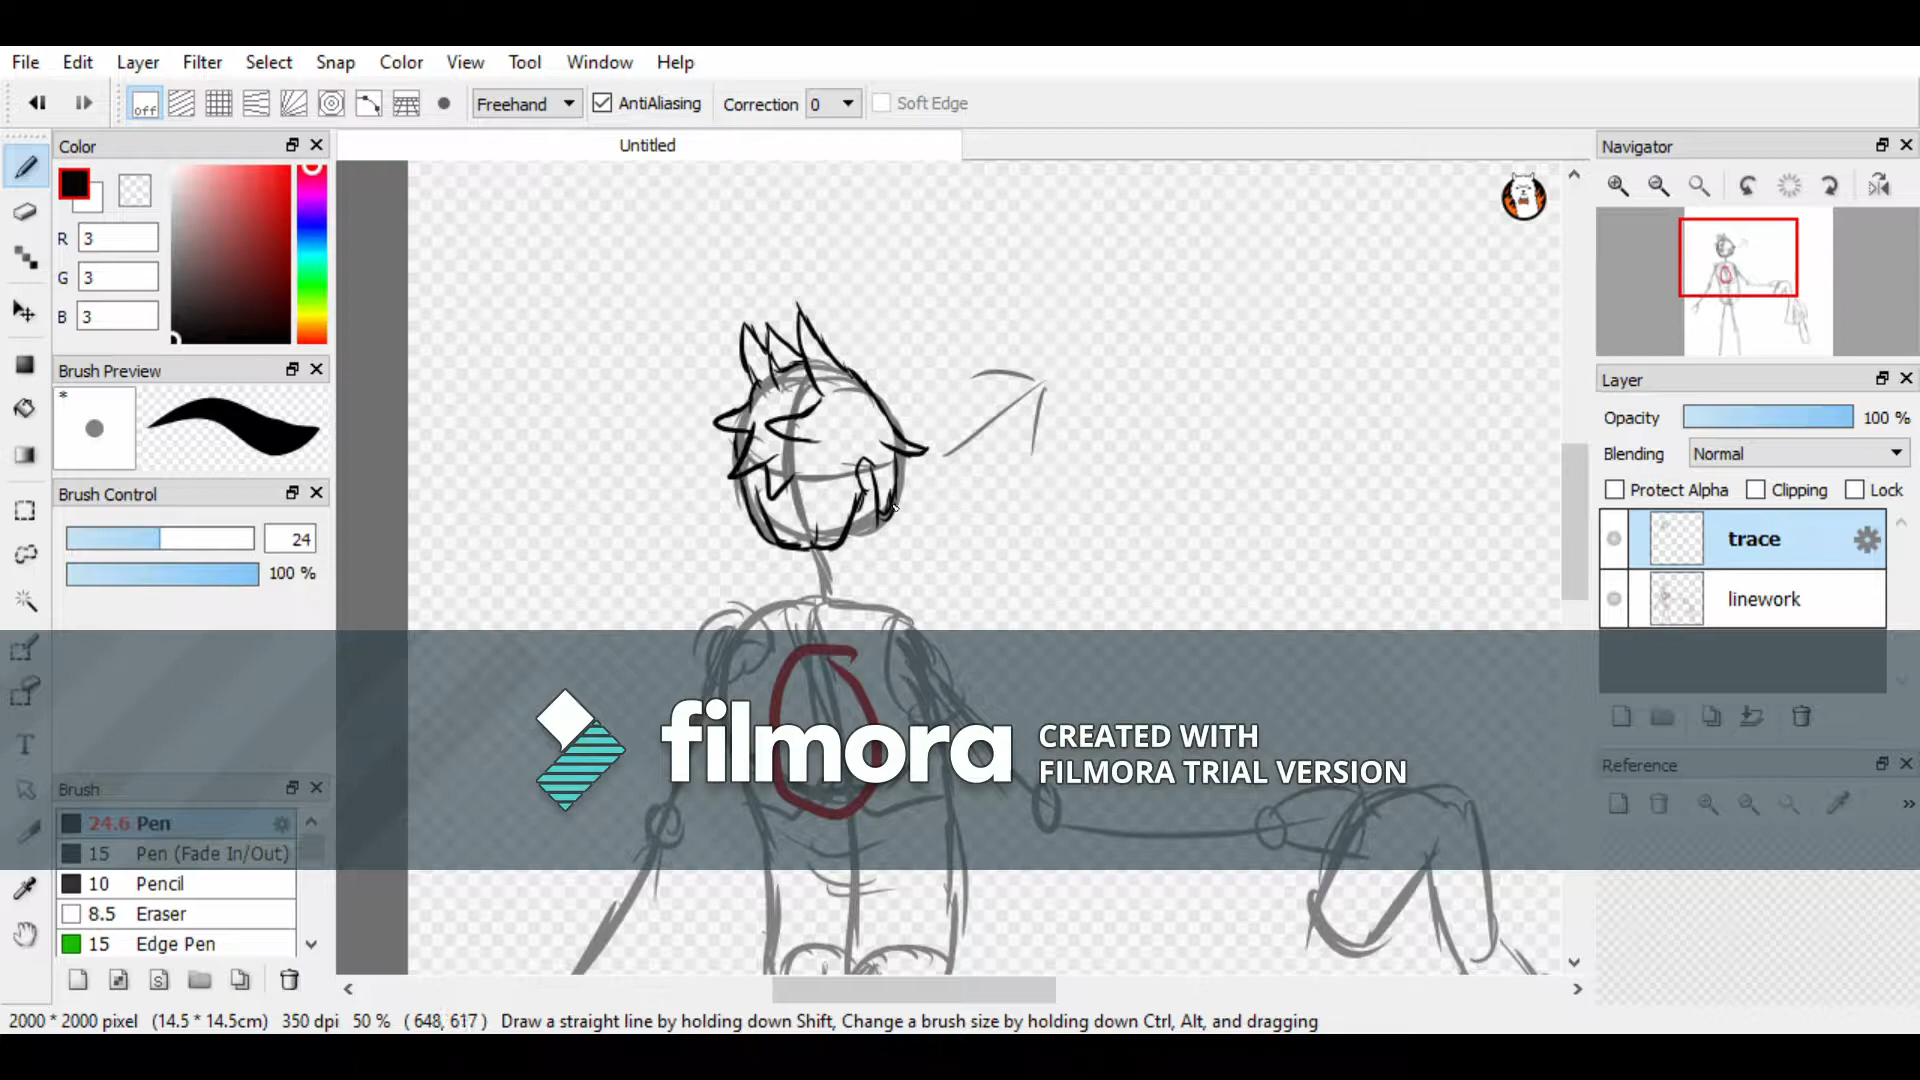 File Edit Layer Filter Select Snap Color View Tool Window Help
off Freehand AntiAliasing Correction 0 Soft Edge
Color
Untitled
Navigator
R 3
G 3
B 3
Brush Preview
*
Layer
Opacity 100 %
Blending Normal
Protect Alpha Clipping Lock
Brush Control
24
100 %
trace
linework
filmora CREATED WITH
FILMORA TRIAL VERSION
Reference
Brush
24.6 Pen
15 Pen (Fade In/Out)
10 Pencil
8.5 Eraser
15 Edge Pen
2000 * 2000 pixel (14.5 * 14.5cm) 350 dpi 50 % ( 648, 617 ) Draw a straight line by holding down Shift, Change a brush size by holding down Ctrl, Alt, and dragging